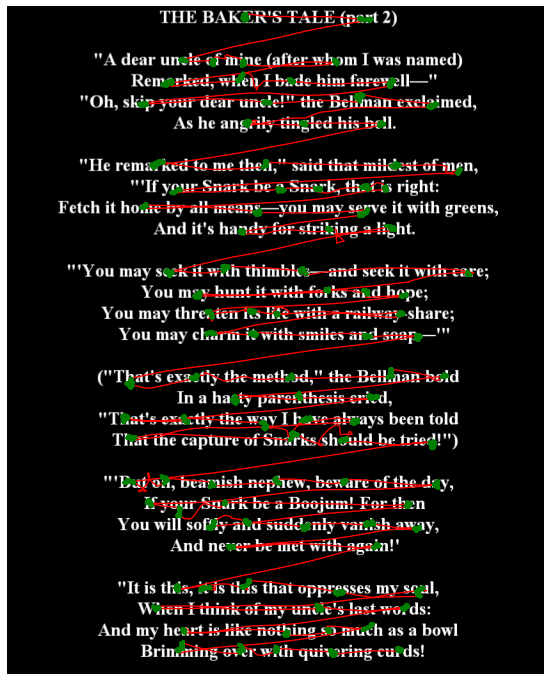 THE BAKER'S TALE (part 2)
"A dear uncle of mine (after whom I was named)
Remarked, when I bade him farewell—"
"Oh, skip your dear uncle!" the Bellman exclaimed,
As he angrily tingled his bell.
"He remarked to me then," said that mildest of men,
"'If your Snark be a Snark, that is right:
Fetch it home by all means—you may serve it with greens,
And it's handy for striking a light.
"'You may seek it with thimbles—and seek it with care;
You may hunt it with forks and hope;
You may threaten its life with a railway-share;
You may charm it with smiles and soap—'"
("That's exactly the method," the Bellman bold
In a hasty parenthesis cried,
"That's exactly the way I have always been told
That the capture of Snarks should be tried!")
"'But oh, beamish nephew, beware of the day,
If your Snark be a Boojum! For then
You will softly and suddenly vanish away,
And never be met with again!'
"It is this, it is this that oppresses my soul,
When I think of my uncle's last words:
And my heart is like nothing so much as a bowl
Brimming over with quivering curds!